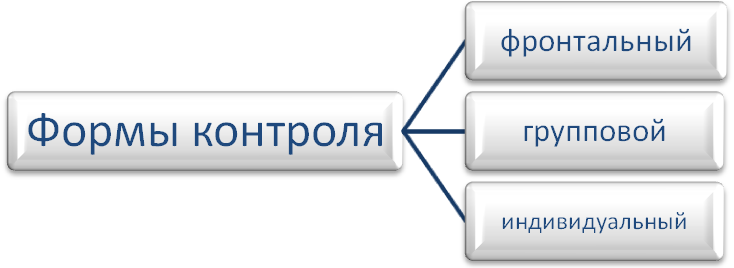 Формы контроля
фронтальный
групповой
индивидуальный